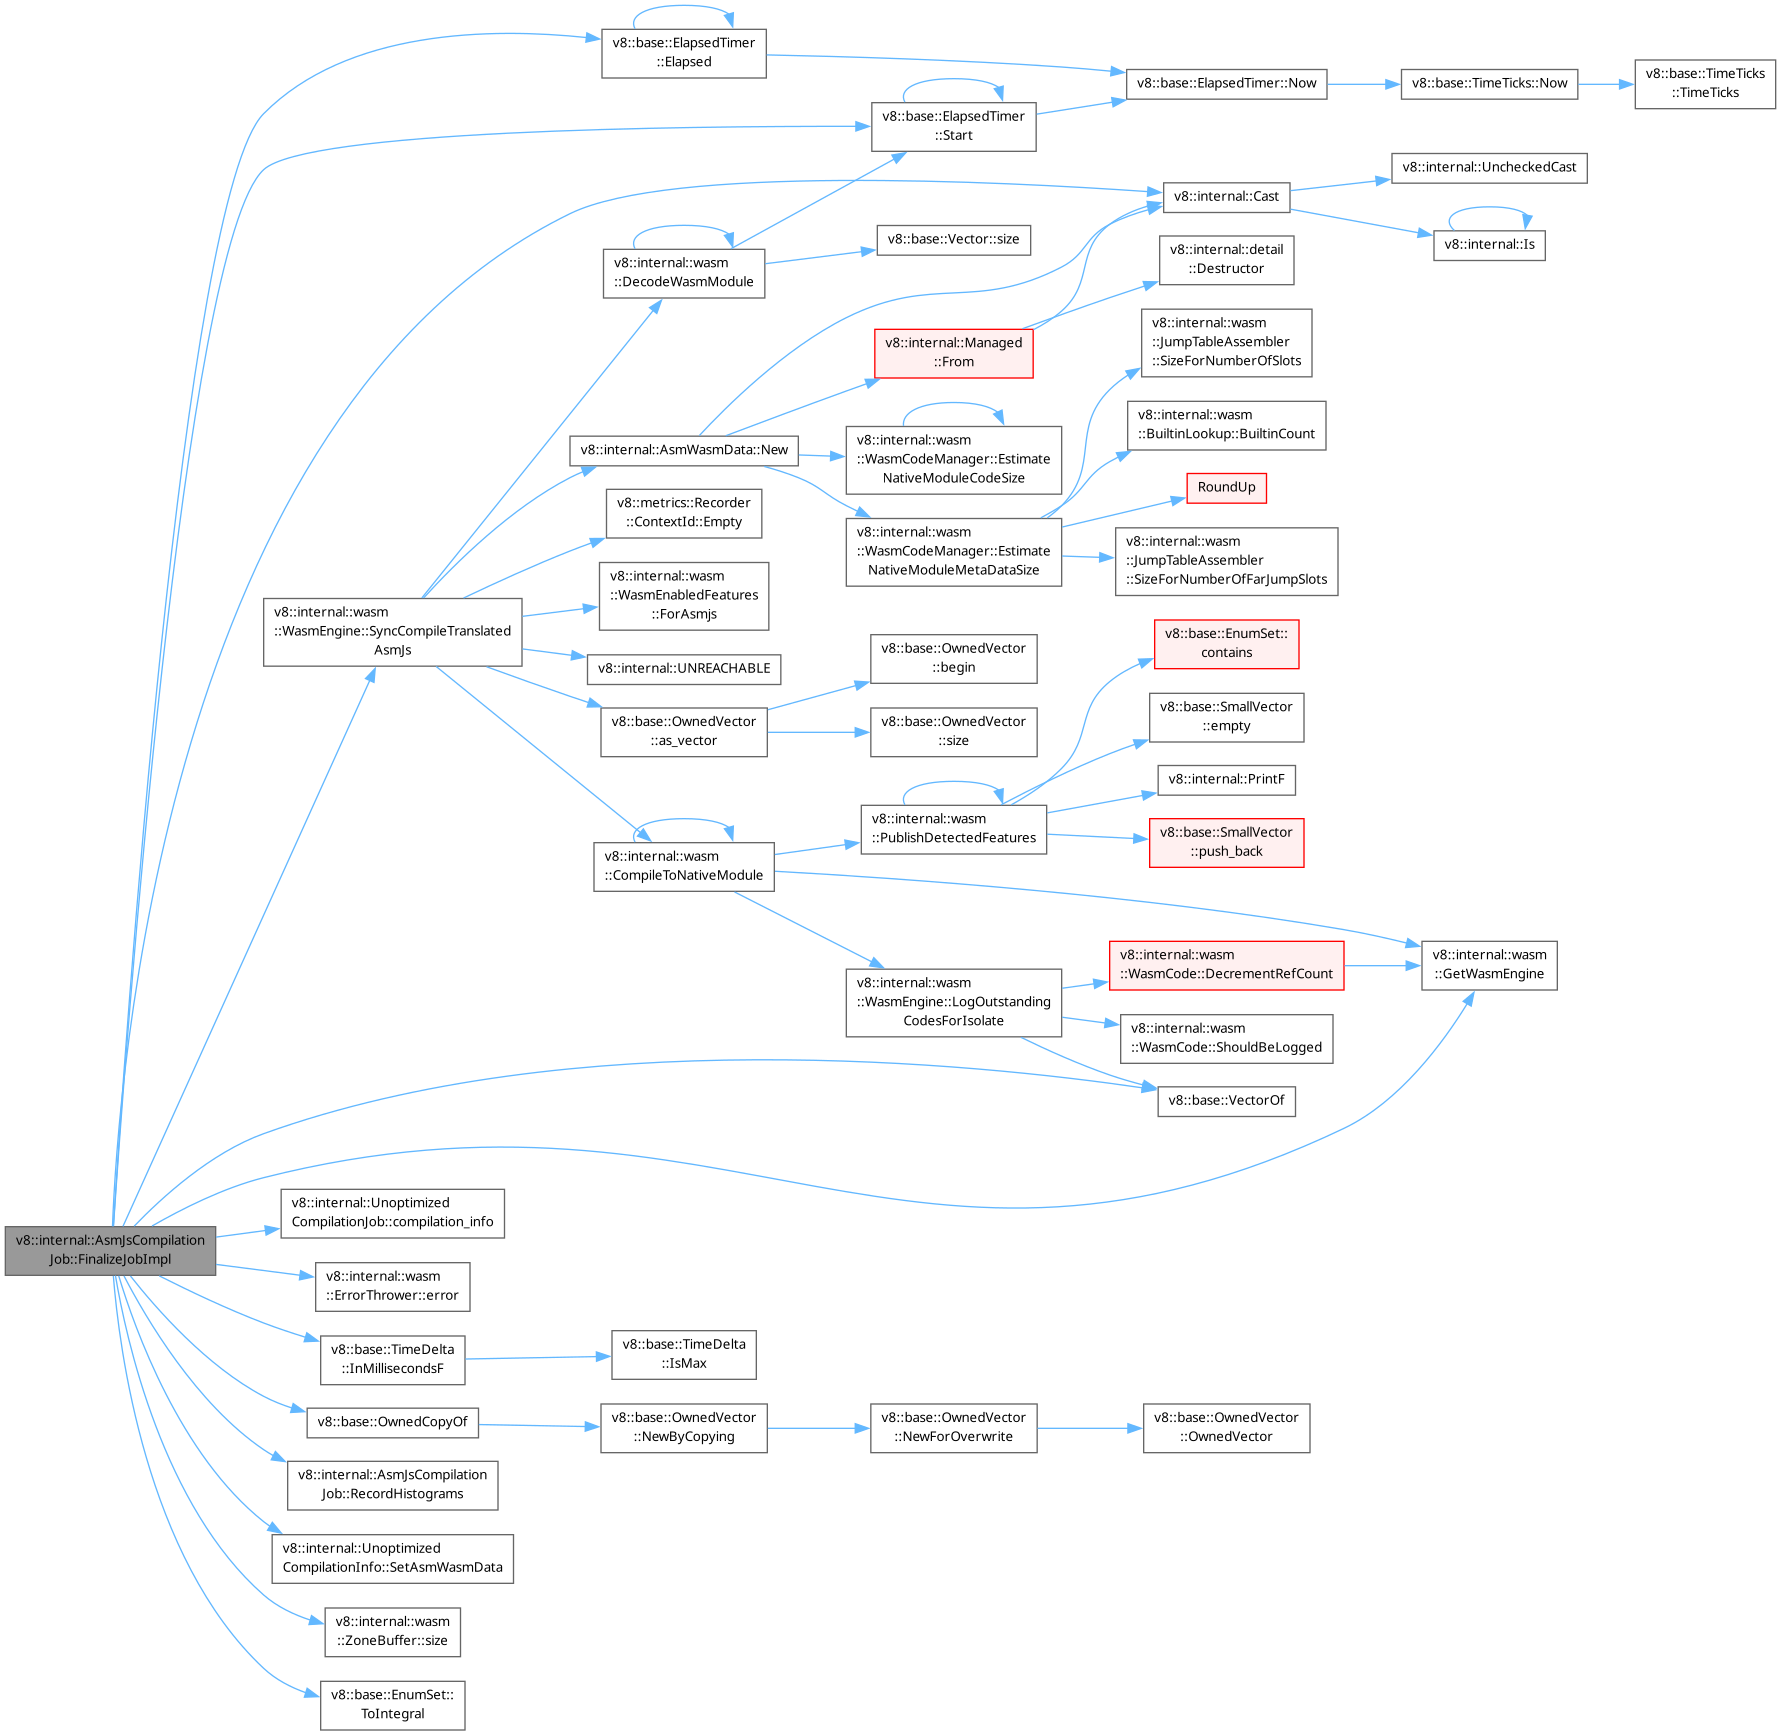 v8::base::ElapsedTimer
::Elapsed
v8::base::ElapsedTimer::Now
v8::base::TimeTicks::Now
v8::base::TimeTicks
::TimeTicks
v8::base::ElapsedTimer
::Start
v8::internal::UncheckedCast
v8::internal::Cast
v8::internal::Is
v8::base::Vector::size
v8::internal::wasm
::DecodeWasmModule
v8::internal::detail
::Destructor
v8::internal::Managed
::From
v8::internal::wasm
::JumpTableAssembler
::SizeForNumberOfSlots
v8::internal::wasm
::BuiltinLookup::BuiltinCount
v8::internal::AsmWasmData::New
v8::internal::wasm
::WasmCodeManager::Estimate
NativeModuleCodeSize
RoundUp
v8::metrics::Recorder
::ContextId::Empty
v8::internal::wasm
::WasmCodeManager::Estimate
NativeModuleMetaDataSize
v8::internal::wasm
::JumpTableAssembler
::SizeForNumberOfFarJumpSlots
v8::internal::wasm
::WasmEnabledFeatures
::ForAsmjs
v8::internal::wasm
::WasmEngine::SyncCompileTranslated
AsmJs
v8::internal::UNREACHABLE
v8::base::OwnedVector
::begin
v8::base::EnumSet::
contains
v8::base::OwnedVector
::as_vector
v8::base::OwnedVector
::size
v8::base::SmallVector
::empty
v8::internal::PrintF
v8::internal::wasm
::PublishDetectedFeatures
v8::base::SmallVector
::push_back
v8::internal::wasm
::CompileToNativeModule
v8::internal::wasm
::WasmCode::DecrementRefCount
v8::internal::wasm
::GetWasmEngine
v8::internal::wasm
::WasmEngine::LogOutstanding
CodesForIsolate
v8::internal::wasm
::WasmCode::ShouldBeLogged
v8::base::VectorOf
v8::internal::Unoptimized
CompilationJob::compilation_info
v8::internal::AsmJsCompilation
Job::FinalizeJobImpl
v8::internal::wasm
::ErrorThrower::error
v8::base::TimeDelta
::InMillisecondsF
v8::base::TimeDelta
::IsMax
v8::base::OwnedCopyOf
v8::base::OwnedVector
::NewByCopying
v8::base::OwnedVector
::NewForOverwrite
v8::base::OwnedVector
::OwnedVector
v8::internal::AsmJsCompilation
Job::RecordHistograms
v8::internal::Unoptimized
CompilationInfo::SetAsmWasmData
v8::internal::wasm
::ZoneBuffer::size
v8::base::EnumSet::
ToIntegral